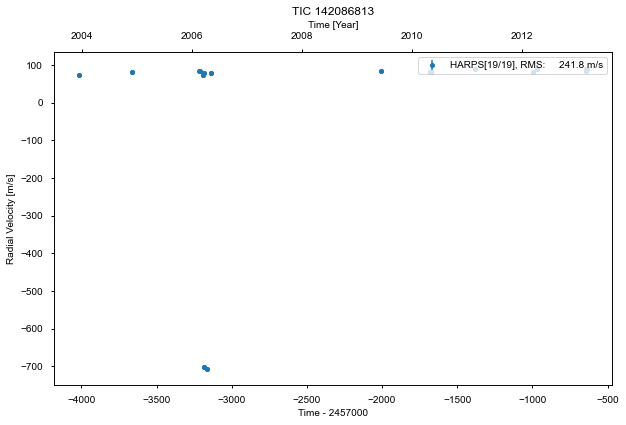 TIC 142086813
Time [Year]
2004 2006 2008 2010 2012
HARPS[19/19], RMS: 241.8 m/s
Radial Velocity [m/s]
100
0
−100
−200
−300
−400
−500
−600
−700
−4000 −3500 −3000 −2500 −2000 −1500 −1000 −500
Time - 2457000